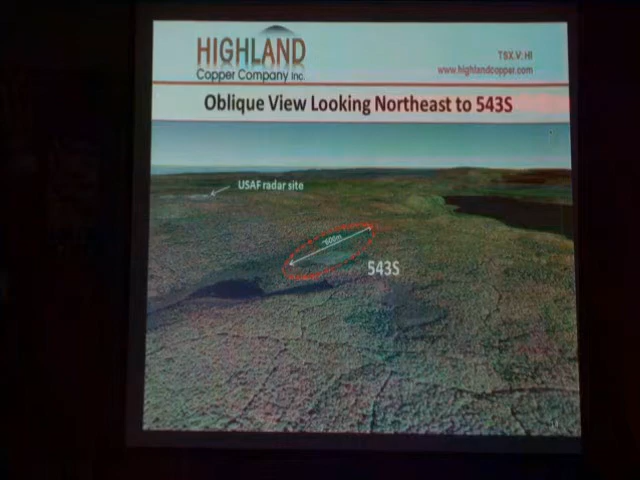 HIGHLAND
Copper Company Inc.
TSX.V: HI
www.highlandcopper.com
Oblique View Looking Northeast to 543S
USAF radar site
~600m
543S